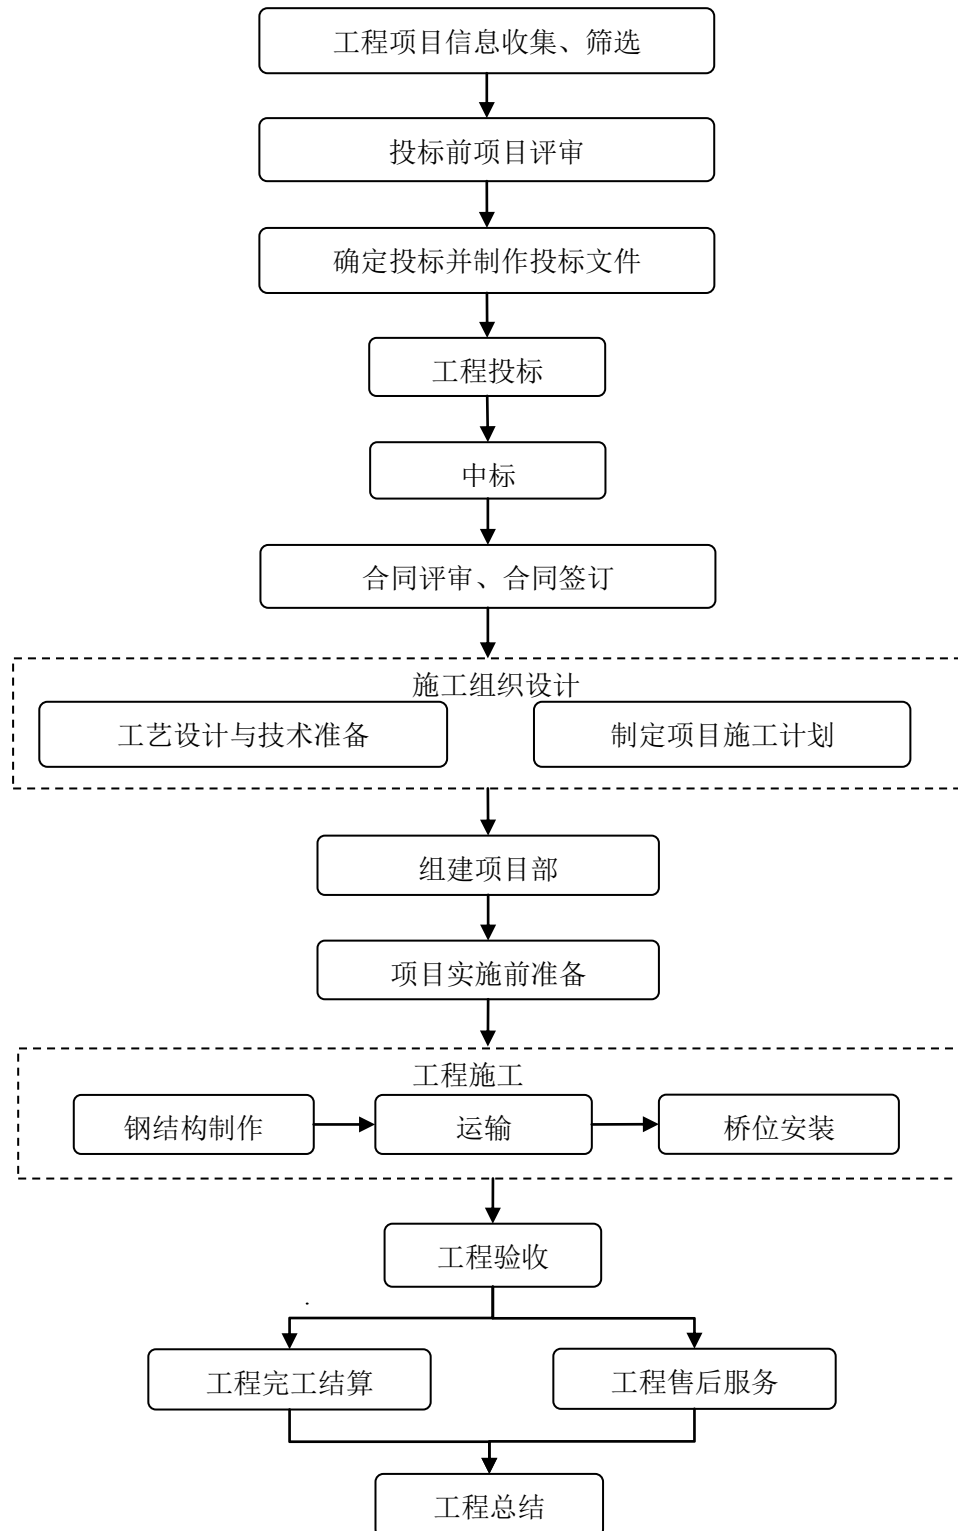 工程项目信息收集、筛选
投标前项目评审
确定投标并制作投标文件
工程投标
中标
合同评审、合同签订
施工组织设计
工艺设计与技术准备
制定项目施工计划
组建项目部
项目实施前准备
工程施工
钢结构制作
运输
桥位安装
工程验收
工程完工结算
工程售后服务
工程总结